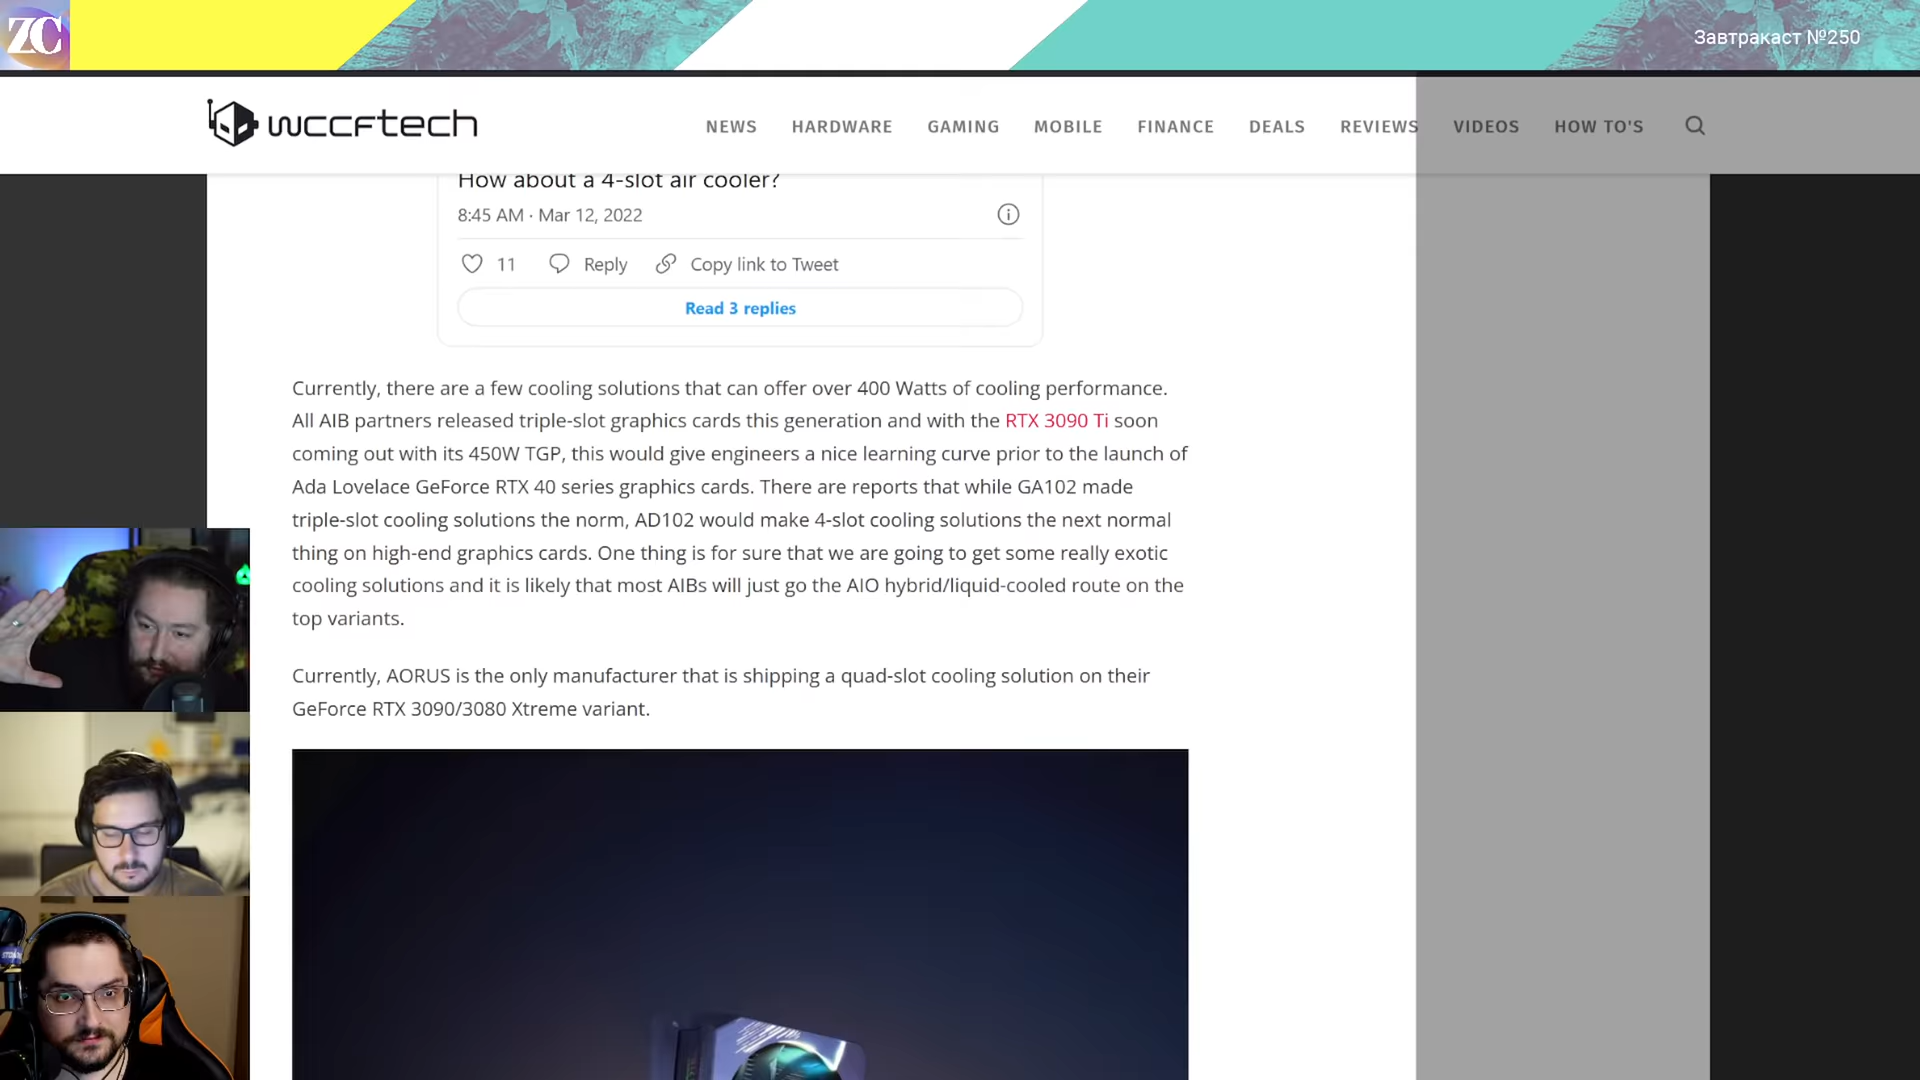 ZC
Завтракаст №250
wccftech
NEWS HARDWARE GAMING MOBILE FINANCE DEALS REVIEWS VIDEOS HOW TO'S
How about a 4-slot air cooler?
8:45 AM · Mar 12, 2022
11 Reply Copy link to Tweet
Read 3 replies
Currently, there are a few cooling solutions that can offer over 400 Watts of cooling performance.
All AIB partners released triple-slot graphics cards this generation and with the RTX 3090 Ti soon
coming out with its 450W TGP, this would give engineers a nice learning curve prior to the launch of
Ada Lovelace GeForce RTX 40 series graphics cards. There are reports that while GA102 made
triple-slot cooling solutions the norm, AD102 would make 4-slot cooling solutions the next normal
thing on high-end graphics cards. One thing is for sure that we are going to get some really exotic
cooling solutions and it is likely that most AIBs will just go the AIO hybrid/liquid-cooled route on the
top variants.
Currently, AORUS is the only manufacturer that is shipping a quad-slot cooling solution on their
GeForce RTX 3090/3080 Xtreme variant.